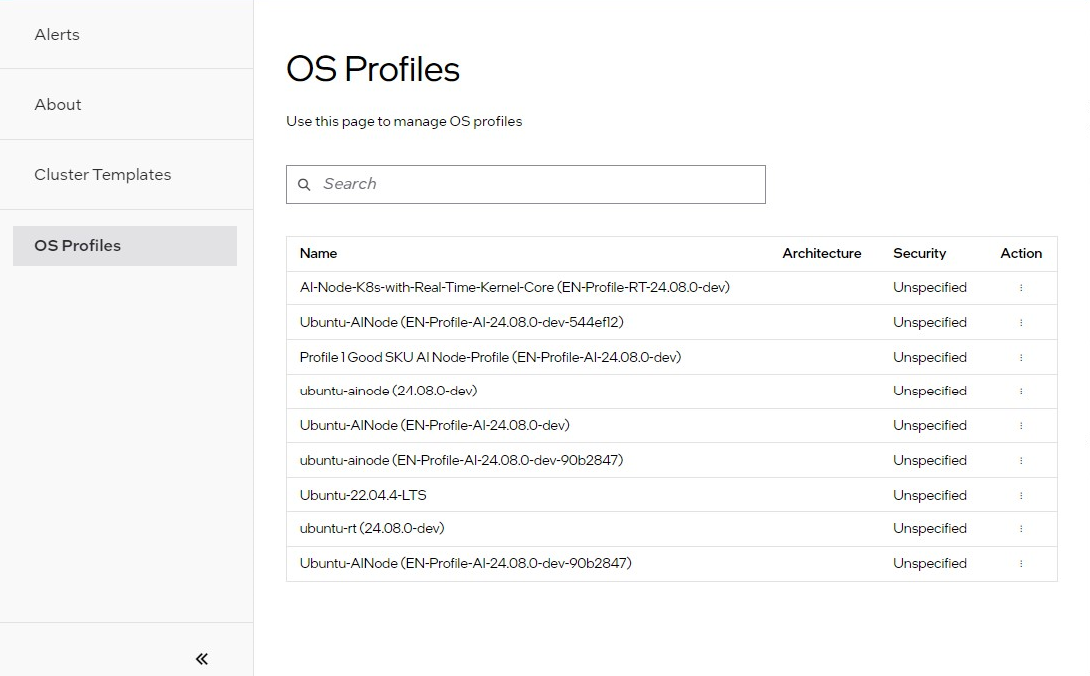 Alerts
About
Cluster Templates
OS Profiles
OS Profiles
Use this page to manage OS profiles
Search
Name Architecture Security Action
AI-Node-K8s-with-Real-Time-Kernel-Core (EN-Profile-RT-24.08.0-dev) Unspecified
Ubuntu-AINode (EN-Profile-AI-24.08.0-dev-544ef12) Unspecified
Profile 1 Good SKU AI Node-Profile (EN-Profile-AI-24.08.0-dev) Unspecified
ubuntu-ainode (24.08.0-dev) Unspecified
Ubuntu-AINode (EN-Profile-AI-24.08.0-dev) Unspecified
ubuntu-ainode (EN-Profile-AI-24.08.0-dev-90b2847) Unspecified
Ubuntu-22.04.4-LTS Unspecified
ubuntu-rt (24.08.0-dev) Unspecified
Ubuntu-AINode (EN-Profile-AI-24.08.0-dev-90b2847) Unspecified